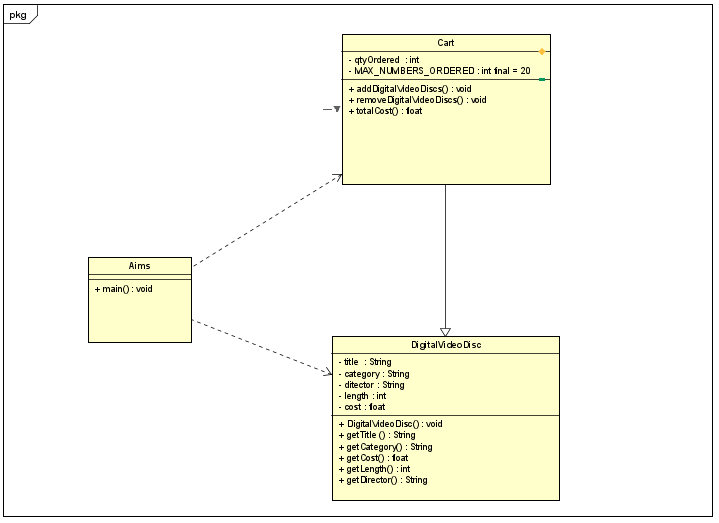 pkg
Cart
- qtyOrdered : int
- MAX_NUMBERS_ORDERED : int final = 20
+ addDigitalVideoDiscs() : void
+ removeDigitalVideoDiscs() : void
+ totalCost() : float
Aims
+ main() : void
DigitalVideoDisc
- title : String
- category : String
- ditector : String
- length : int
- cost : float
+ DigitalVideoDisc() : void
+ getTitle () : String
+ getCategory() : String
+ getCost() : float
+ getLength() : int
+ getDirector() : String